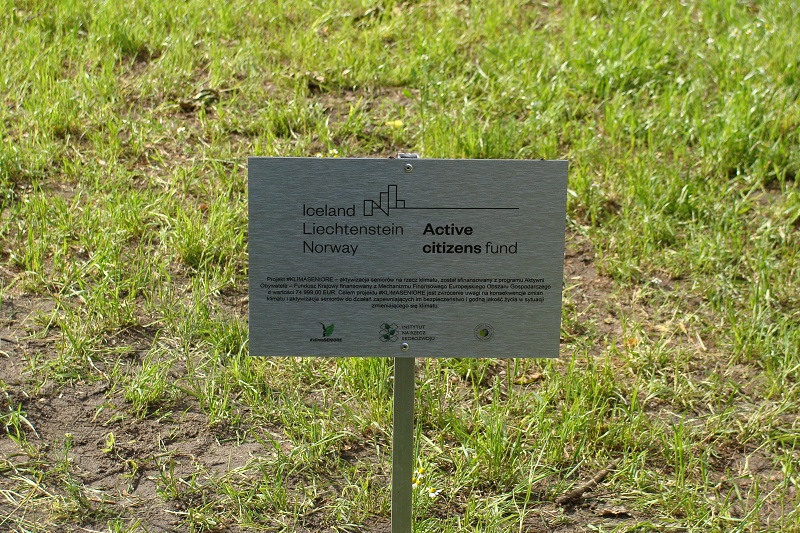 Iceland
Liechtenstein
Norway
Active
citizens fund
Projekt #KLIMASENIORE – aktywizacja seniorów na rzecz klimatu, został sfinansowany z programu Aktywni
Obywatele – Fundusz Krajowy finansowany z Mechanizmu Finansowego Europejskiego Obszaru Gospodarczego
o wartości 74 999,00 EUR. Celem projektu #KLIMASENIORE jest zwrócenie uwagi na konsekwencje zmian
klimatu i aktywizacja seniorów do działań zapewniających im bezpieczeństwo i godną jakość życia w sytuacji
zmieniającego się klimatu.
#KLIMASENIORE
INSTYTUT
NA RZECZ
EKOROZWOJU